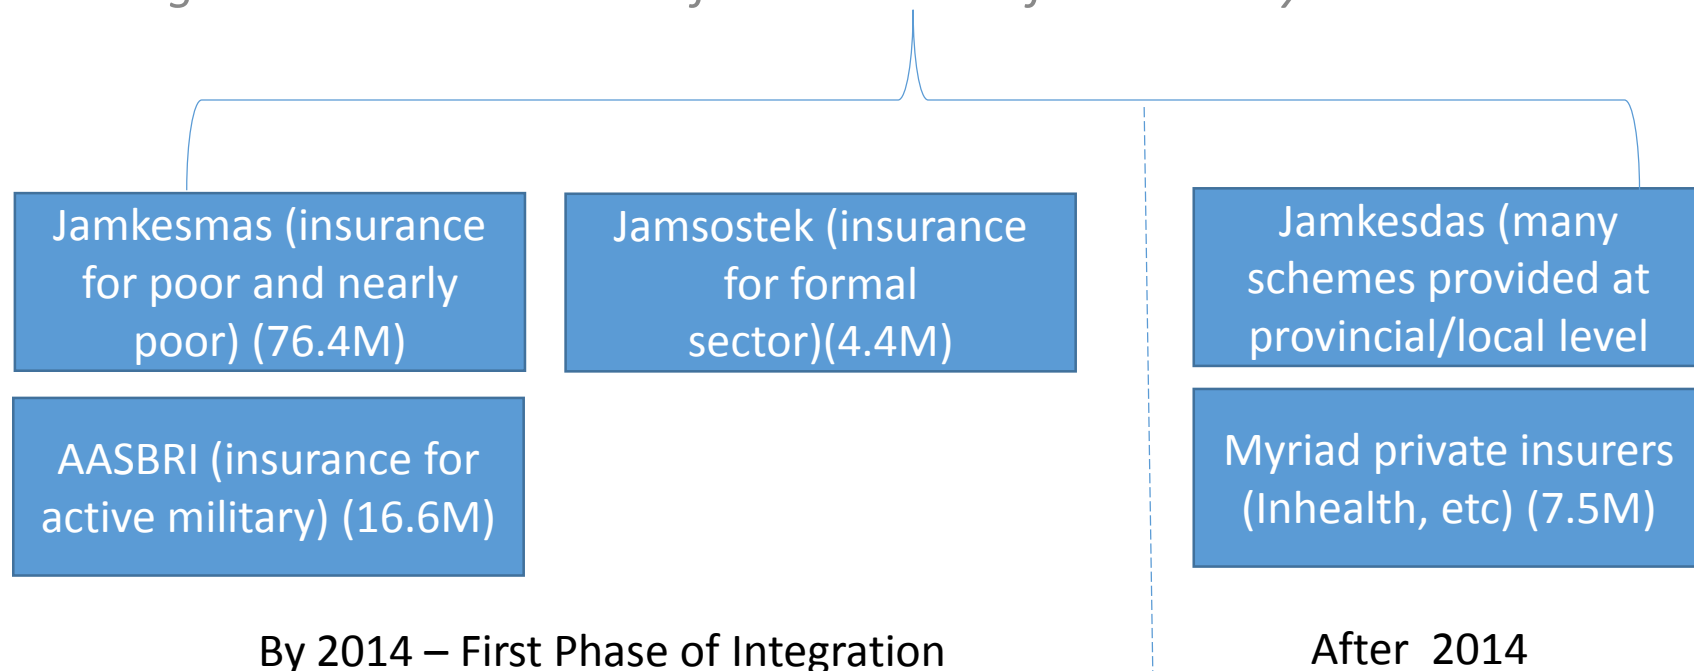 Jamkesmas (insurance
for poor and nearly
poor) (76.4M)
Jamsostek (insurance
for formal
sector)(4.4M)
Jamkesdas (many
schemes provided at
provincial/local level
AASBRI (insurance for
active military) (16.6M)
Myriad private insurers
(Inhealth, etc) (7.5M)
By 2014 – First Phase of Integration
After 2014